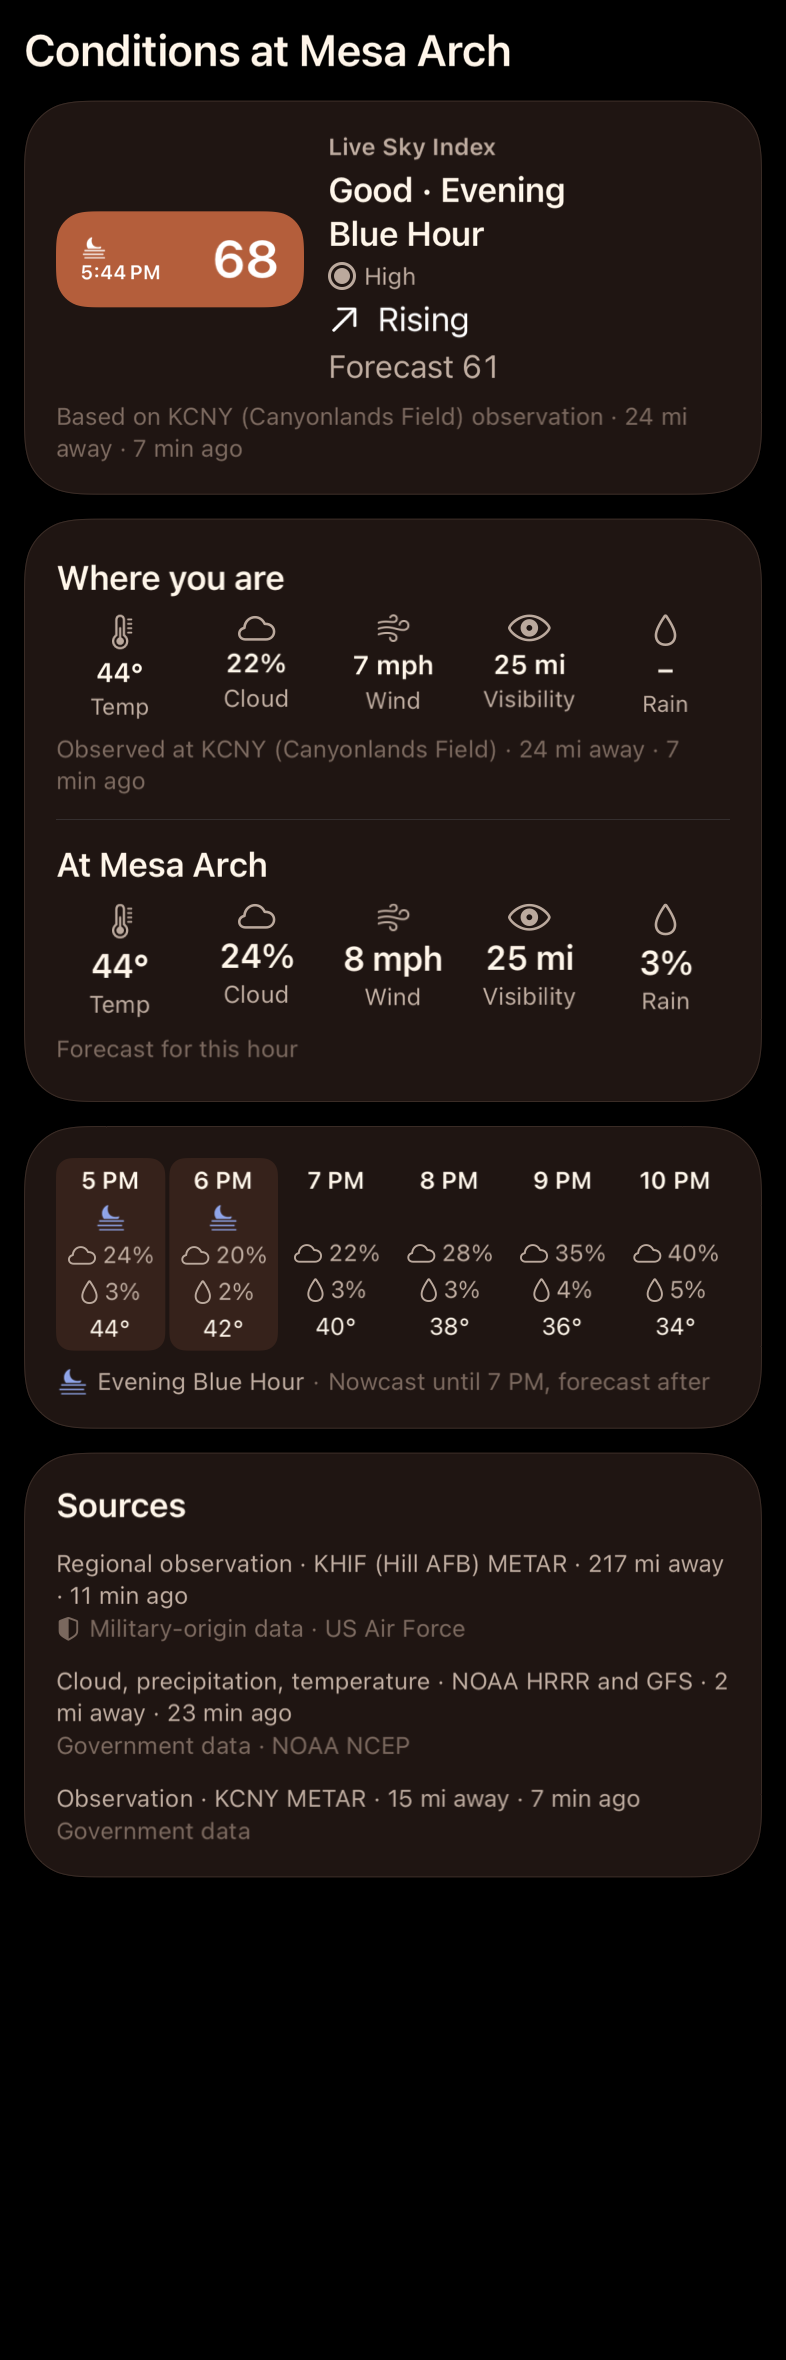 Conditions at Mesa Arch
Live Sky Index
Good · Evening
Blue Hour
High
Rising
Forecast 61
5:44 PM
68
Based on KCNY (Canyonlands Field) observation · 24 mi
away · 7 min ago
Where you are
44° 22% 7 mph 25 mi –
Temp Cloud Wind Visibility Rain
Observed at KCNY (Canyonlands Field) · 24 mi away · 7
min ago
At Mesa Arch
44° 24% 8 mph 25 mi 3%
Temp Cloud Wind Visibility Rain
Forecast for this hour
5 PM 6 PM 7 PM 8 PM 9 PM 10 PM
24% 20% 22% 28% 35% 40%
3% 2% 3% 3% 4% 5%
44° 42° 40° 38° 36° 34°
Evening Blue Hour · Nowcast until 7 PM, forecast after
Sources
Regional observation · KHIF (Hill AFB) METAR · 217 mi away
· 11 min ago
Military-origin data · US Air Force
Cloud, precipitation, temperature · NOAA HRRR and GFS · 2
mi away · 23 min ago
Government data · NOAA NCEP
Observation · KCNY METAR · 15 mi away · 7 min ago
Government data